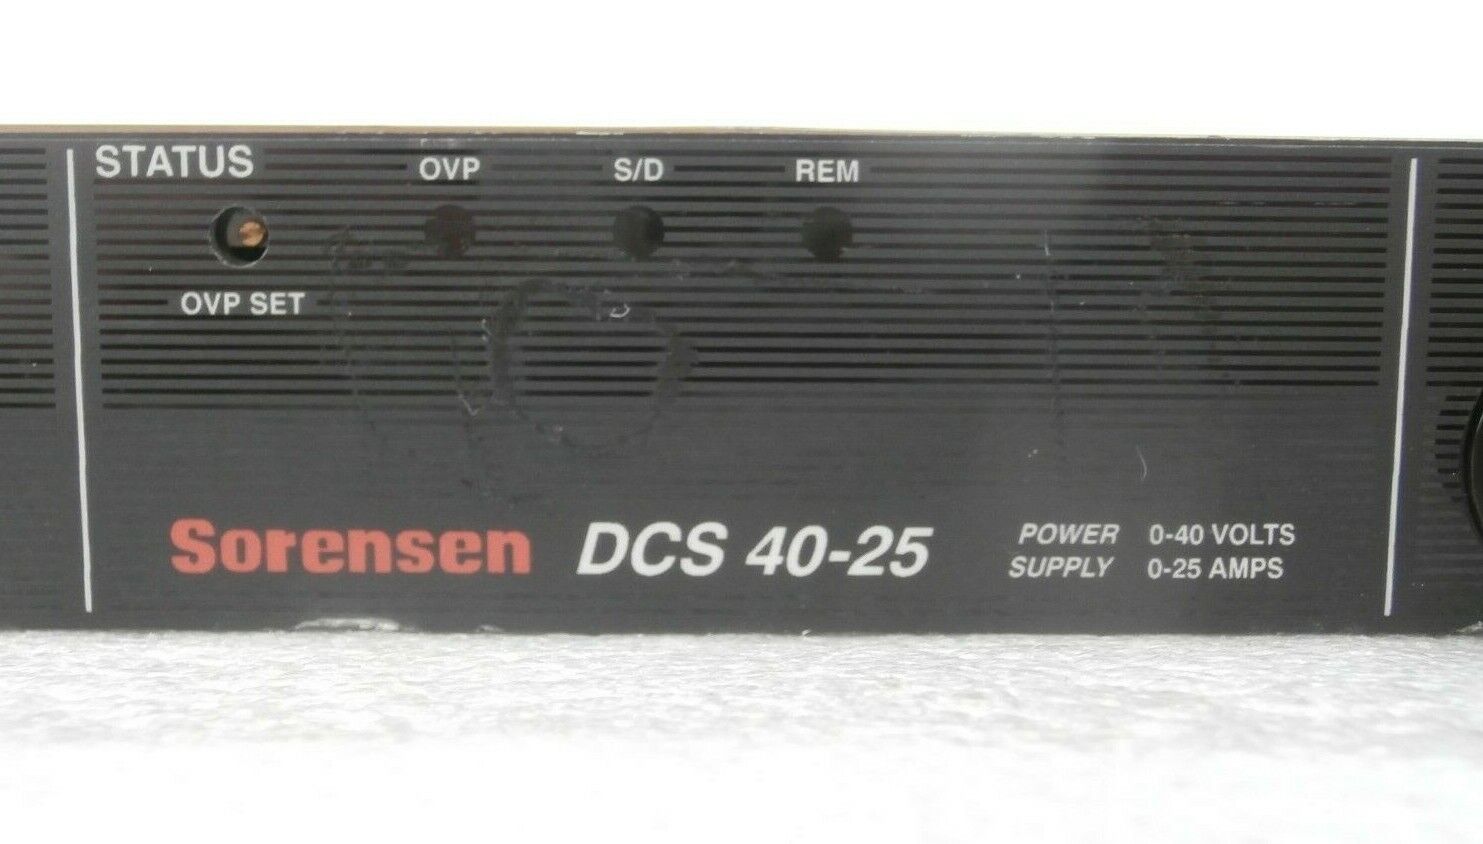 STATUS OVP S/D REM
OVP SET
Sorensen DCS 40-25
POWER 0-40 VOLTS
SUPPLY 0-25 AMPS